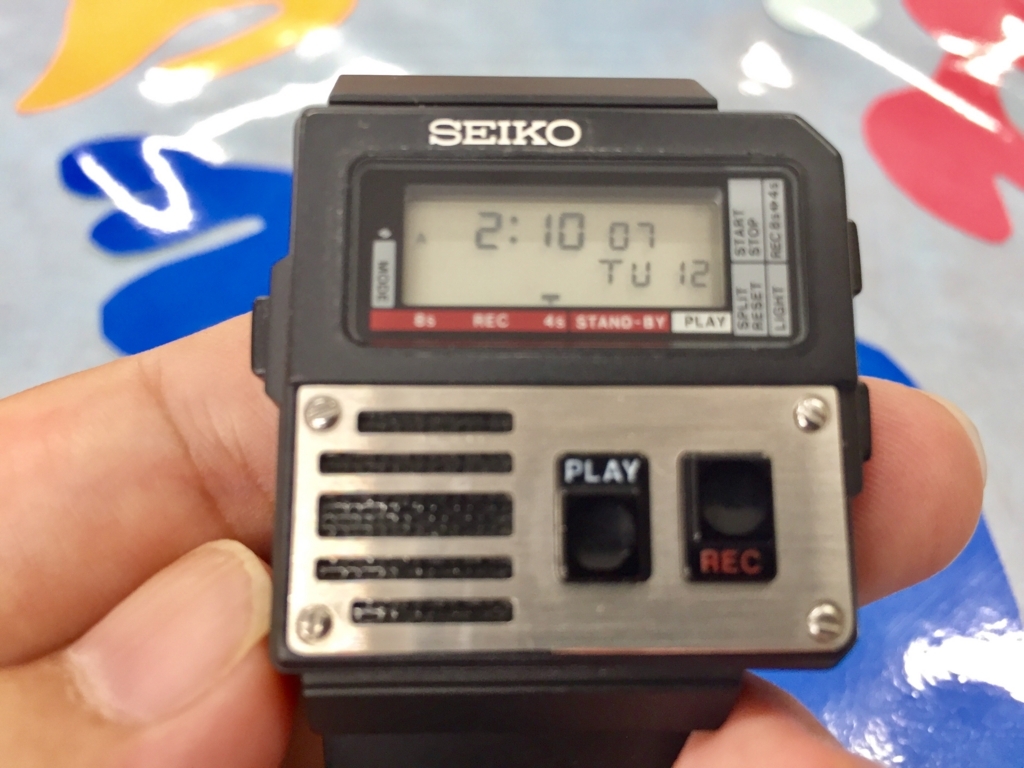 SEIKO
A 2:10 07
TU 12
MODE
8s REC 4s STAND-BY PLAY
START STOP
REC 8s↔4s
SPLIT RESET
LIGHT
PLAY
REC